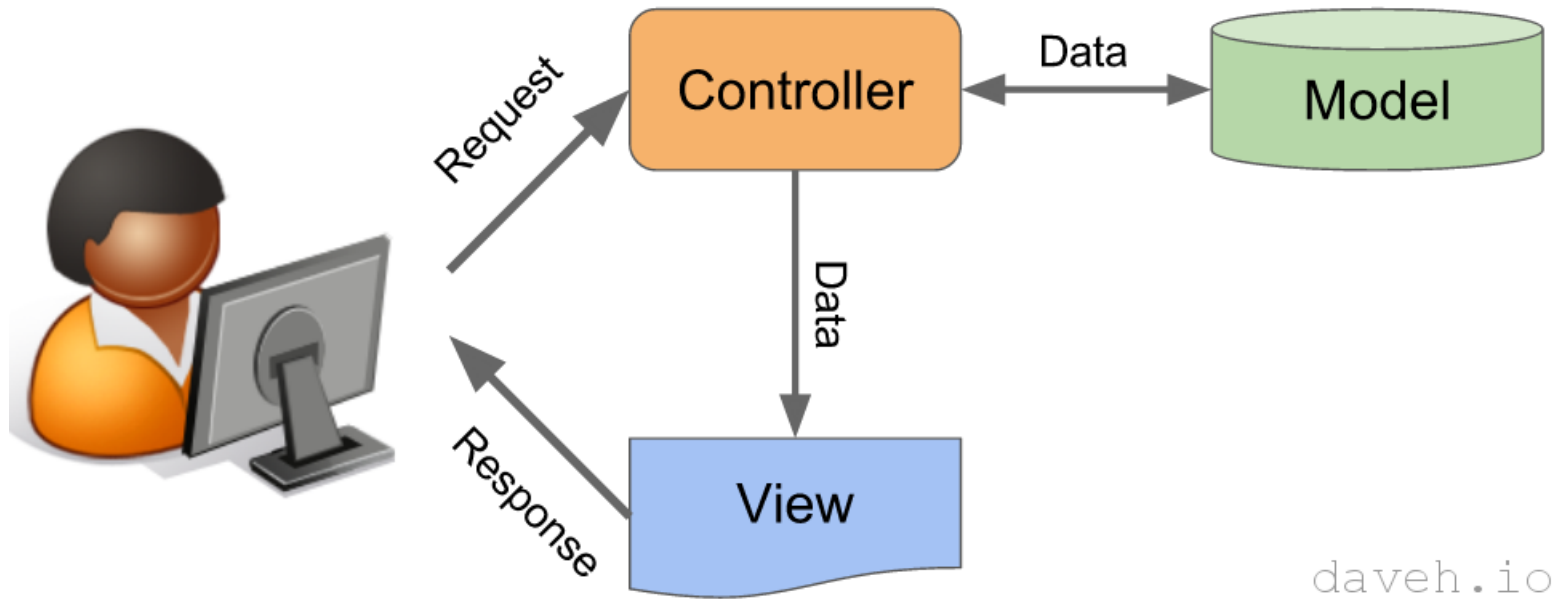 Request
Controller
Data
Model
Data
Response
View
daveh.io